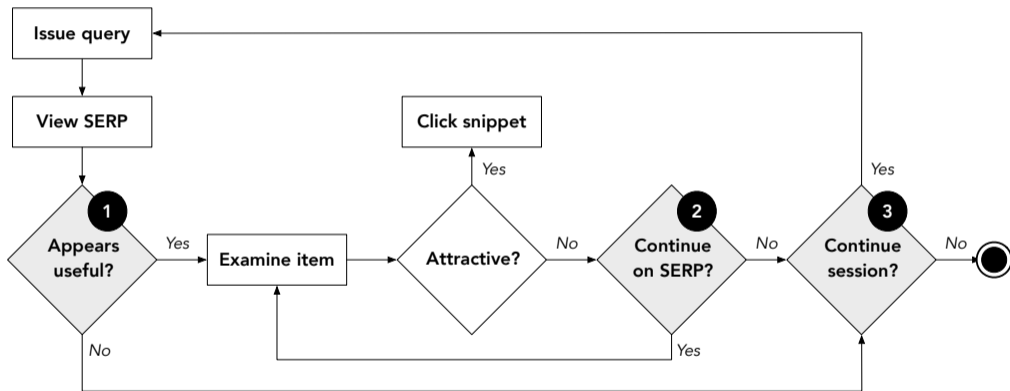 Issue query
View SERP
Click snippet
Yes
Yes
1
2
3
Appears
useful?
Yes
Examine item
Attractive?
No
Continue
on SERP?
No
Continue
session?
No
No
Yes